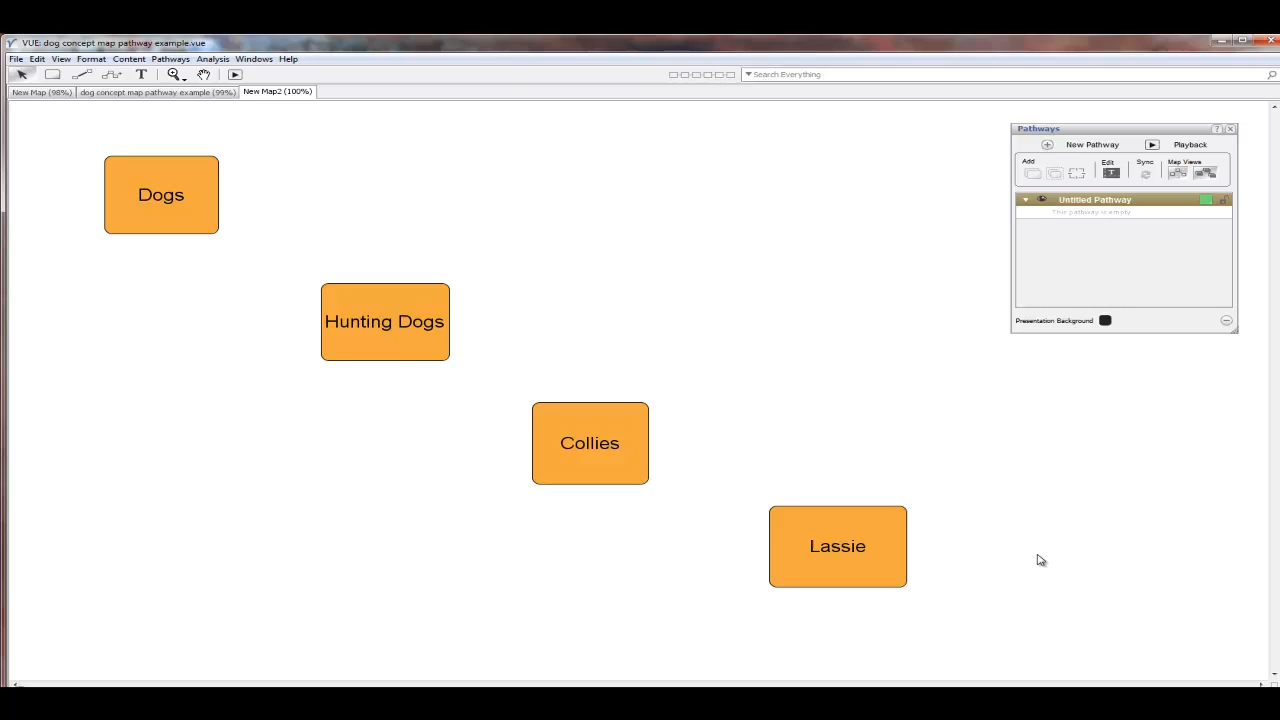 VUE: dog concept map pathway example.vue
File Edit View Format Content Pathways Analysis Windows Help
T
Search Everything
New Map (98%) dog concept map pathway example (99%) New Map2 (100%)
Pathways ?
New Pathway Playback
Add Edit Sync Map Views
T
Untitled Pathway
This pathway is empty
Presentation Background
Dogs
Hunting Dogs
Collies
Lassie